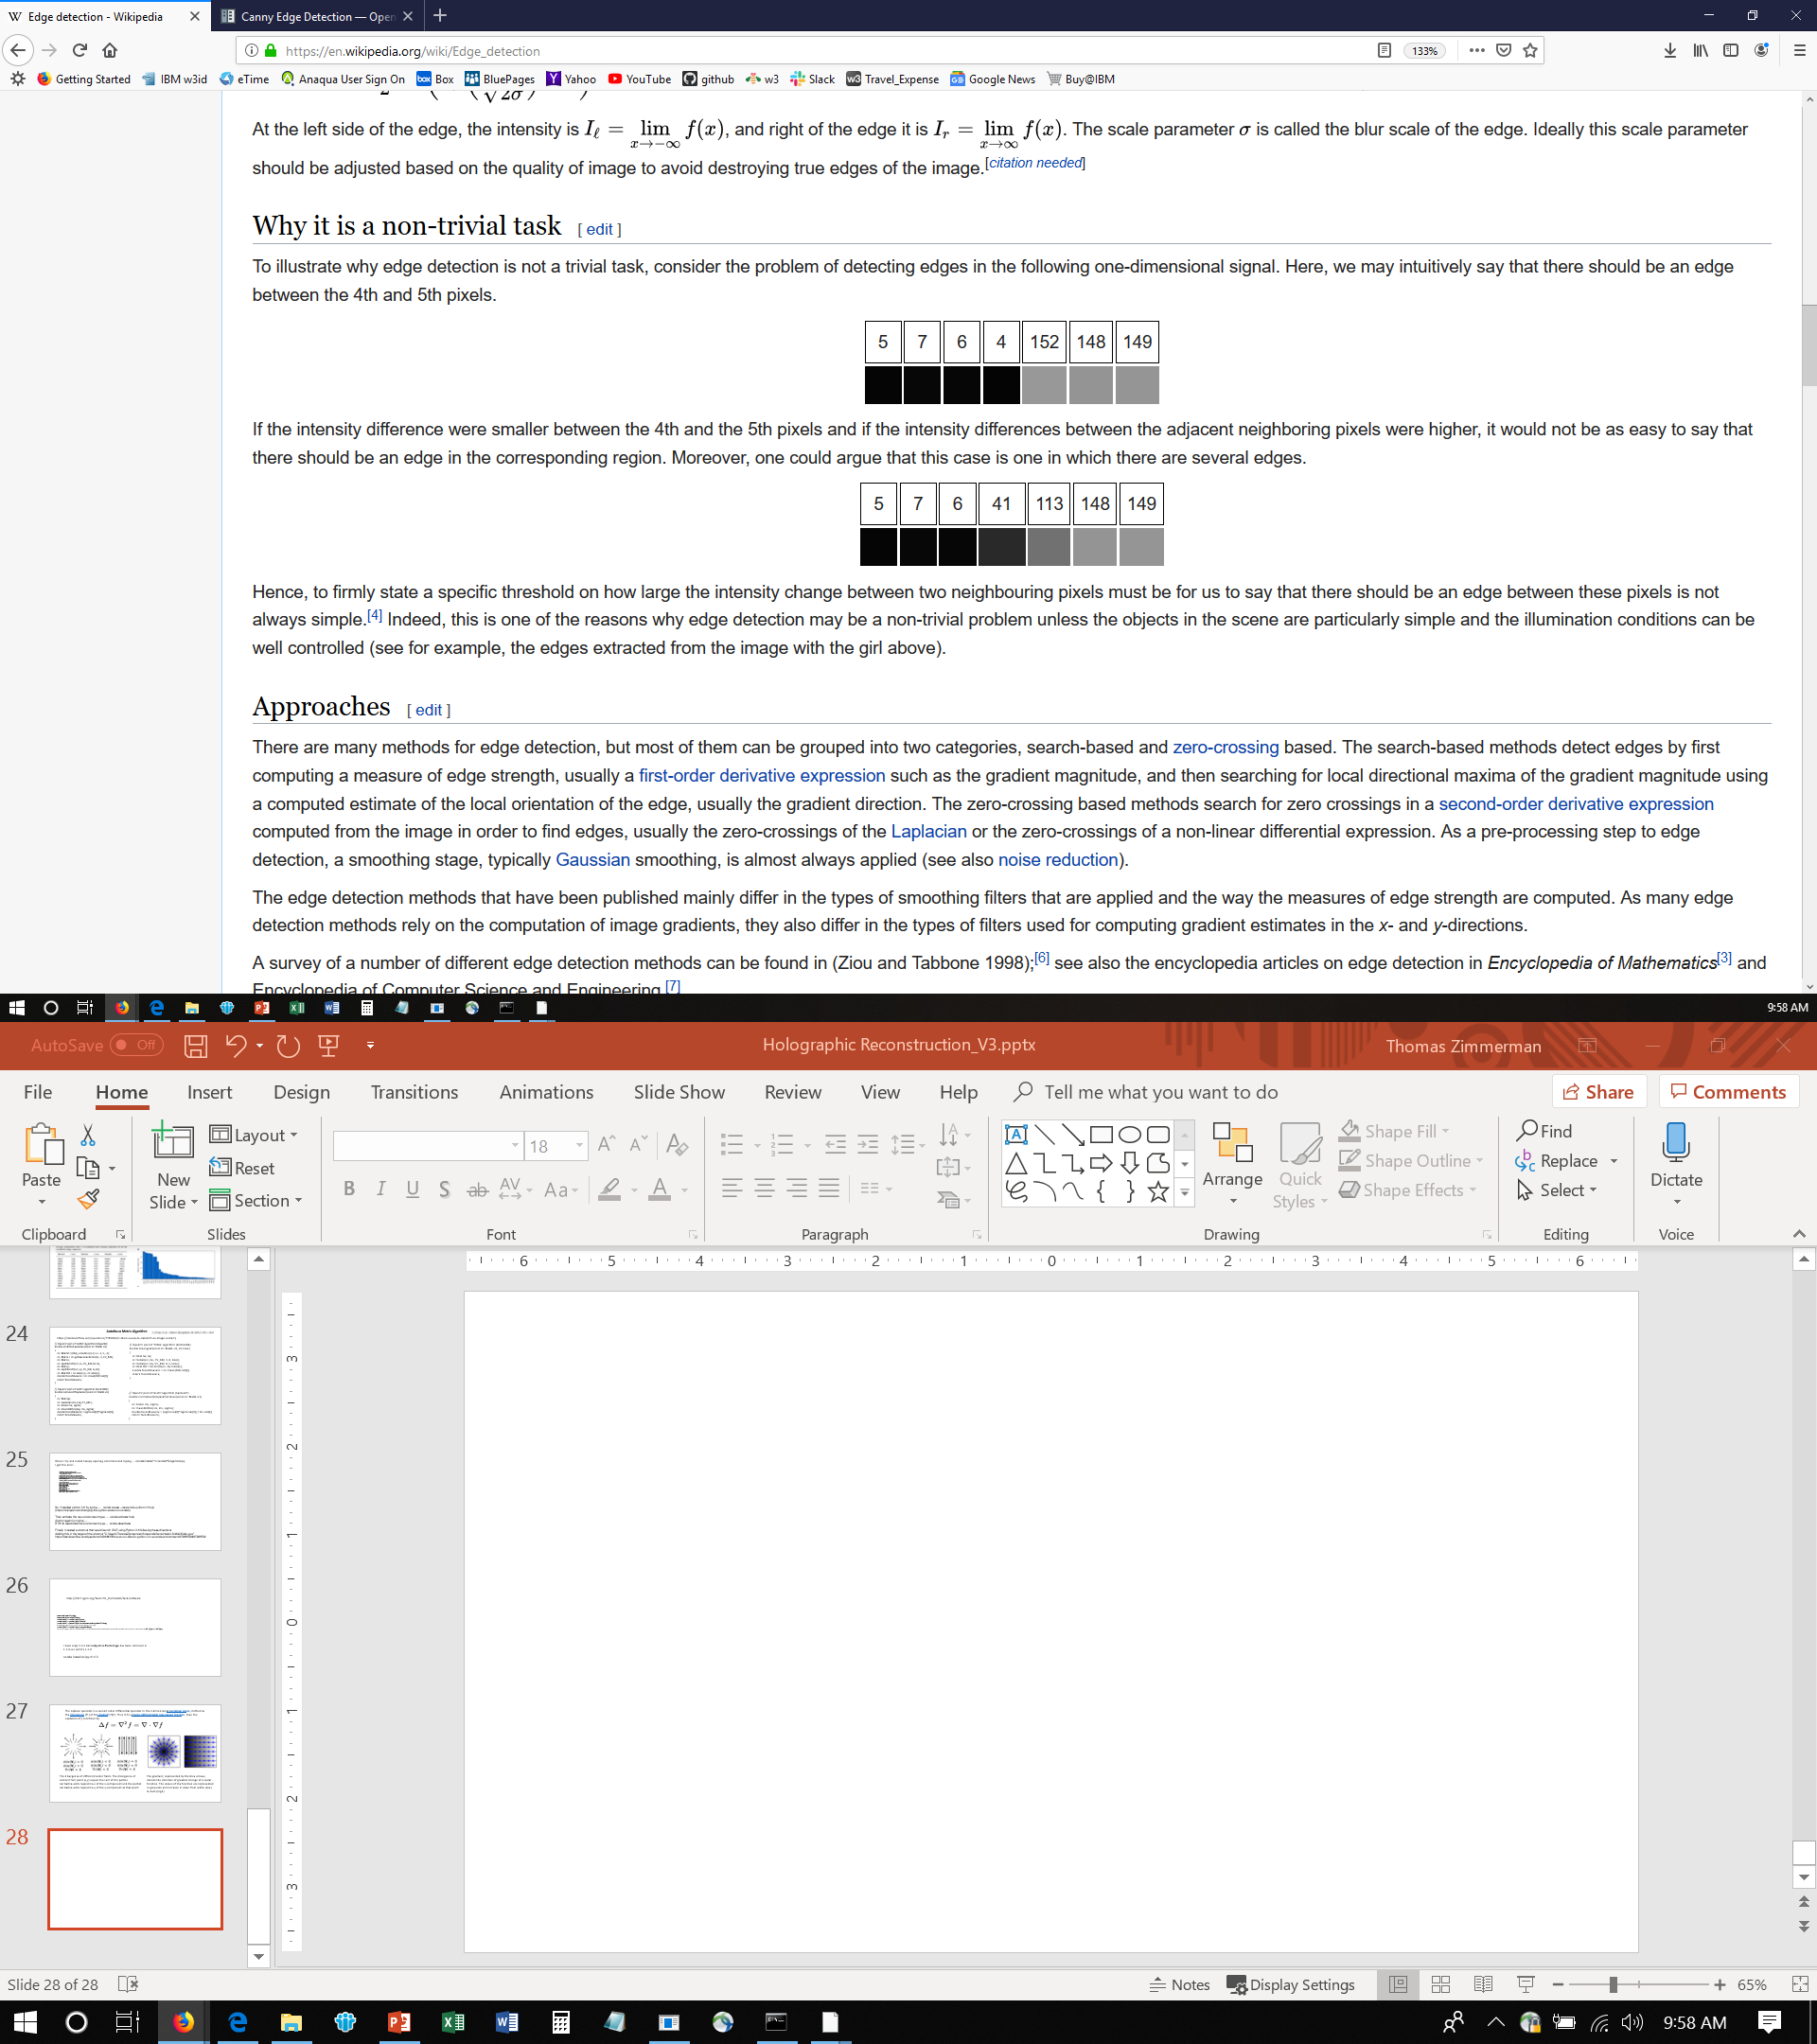 Edge detection - Wikipedia
Canny Edge Detection — Open
https://en.wikipedia.org/wiki/Edge_detection
133%
Getting Started IBM w3id eTime Anaqua User Sign On Box BluePages Yahoo YouTube github w3 Slack Travel_Expense Google News Buy@IBM
At the left side of the edge, the intensity is I_ℓ = lim_{x→−∞} f(x), and right of the edge it is I_r = lim_{x→∞} f(x). The scale parameter σ is called the blur scale of the edge. Ideally this scale parameter
should be adjusted based on the quality of image to avoid destroying true edges of the image.[citation needed]
Why it is a non-trivial task [ edit ]
To illustrate why edge detection is not a trivial task, consider the problem of detecting edges in the following one-dimensional signal. Here, we may intuitively say that there should be an edge
between the 4th and 5th pixels.
5 7 6 4 152 148 149
If the intensity difference were smaller between the 4th and the 5th pixels and if the intensity differences between the adjacent neighboring pixels were higher, it would not be as easy to say that
there should be an edge in the corresponding region. Moreover, one could argue that this case is one in which there are several edges.
5 7 6 41 113 148 149
Hence, to firmly state a specific threshold on how large the intensity change between two neighbouring pixels must be for us to say that there should be an edge between these pixels is not
always simple.[4] Indeed, this is one of the reasons why edge detection may be a non-trivial problem unless the objects in the scene are particularly simple and the illumination conditions can be
well controlled (see for example, the edges extracted from the image with the girl above).
Approaches [ edit ]
There are many methods for edge detection, but most of them can be grouped into two categories, search-based and zero-crossing based. The search-based methods detect edges by first
computing a measure of edge strength, usually a first-order derivative expression such as the gradient magnitude, and then searching for local directional maxima of the gradient magnitude using
a computed estimate of the local orientation of the edge, usually the gradient direction. The zero-crossing based methods search for zero crossings in a second-order derivative expression
computed from the image in order to find edges, usually the zero-crossings of the Laplacian or the zero-crossings of a non-linear differential expression. As a pre-processing step to edge
detection, a smoothing stage, typically Gaussian smoothing, is almost always applied (see also noise reduction).
The edge detection methods that have been published mainly differ in the types of smoothing filters that are applied and the way the measures of edge strength are computed. As many edge
detection methods rely on the computation of image gradients, they also differ in the types of filters used for computing gradient estimates in the x- and y-directions.
A survey of a number of different edge detection methods can be found in (Ziou and Tabbone 1998);[6] see also the encyclopedia articles on edge detection in Encyclopedia of Mathematics[3] and
Encyclopedia of Computer Science and Engineering.[7]
9:58 AM
AutoSave Off Holographic Reconstruction_V3.pptx Thomas Zimmerman
File Home Insert Design Transitions Animations Slide Show Review View Help Tell me what you want to do Share Comments
Paste
New Slide
Layout
Reset
Section
18
Arrange
Quick Styles
Shape Fill
Shape Outline
Shape Effects
Find
Replace
Select
Dictate
Clipboard Slides Font Paragraph Drawing Editing Voice
6 5 4 3 2 1 0 1 2 3 4 5 6
3
2
1
0
1
2
3
24
25
26
27
Δf = ∇²f = ∇ · ∇f
28
Slide 28 of 28 Notes Display Settings 65%
9:58 AM